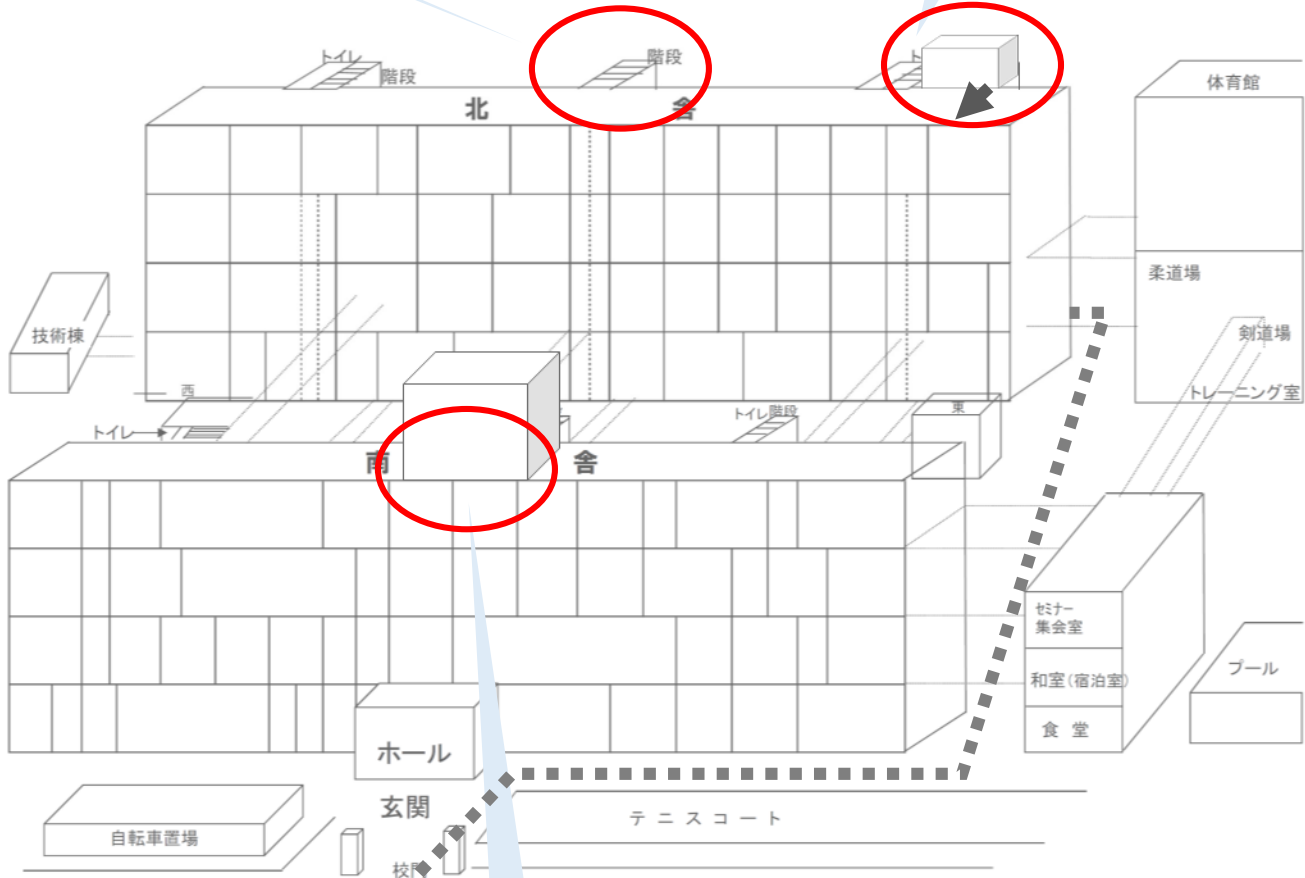 トイレ
階段
階段
ト
体育館
北 舎
柔道場
剣道場
トレーニング室
技術棟
西
トイレ
トイレ階段
東
南 舎
セミナー
集会室
和室(宿泊室)
食 堂
プール
ホール
玄関
テ ニ ス コ ー ト
自転車置場
校門